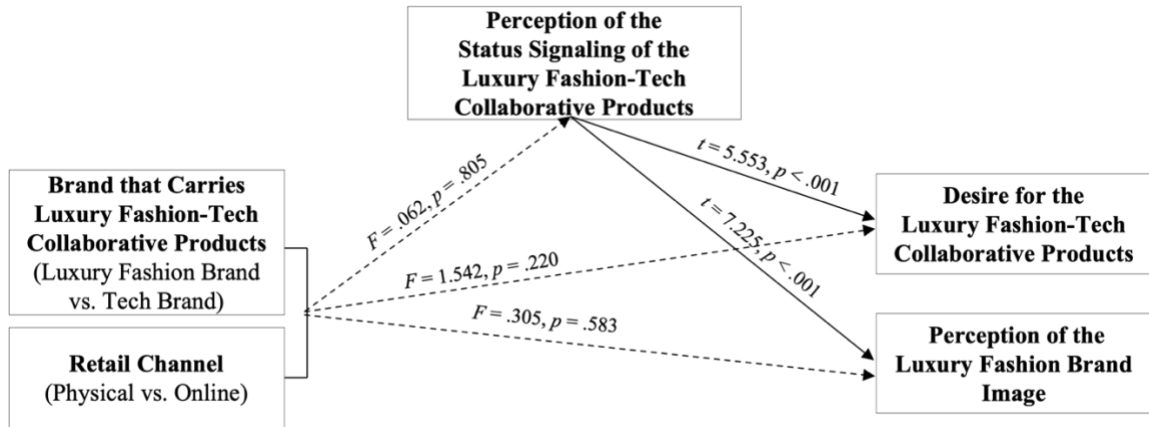 Perception of the
Status Signaling of the
Luxury Fashion-Tech
Collaborative Products
Brand that Carries
Luxury Fashion-Tech
Collaborative Products
(Luxury Fashion Brand
vs. Tech Brand)
Retail Channel
(Physical vs. Online)
F = .062, p = .805
F = 1.542, p = .220
F = .305, p = .583
t = 5.553, p < .001
t = 7.225, p < .001
Desire for the
Luxury Fashion-Tech
Collaborative Products
Perception of the
Luxury Fashion Brand
Image